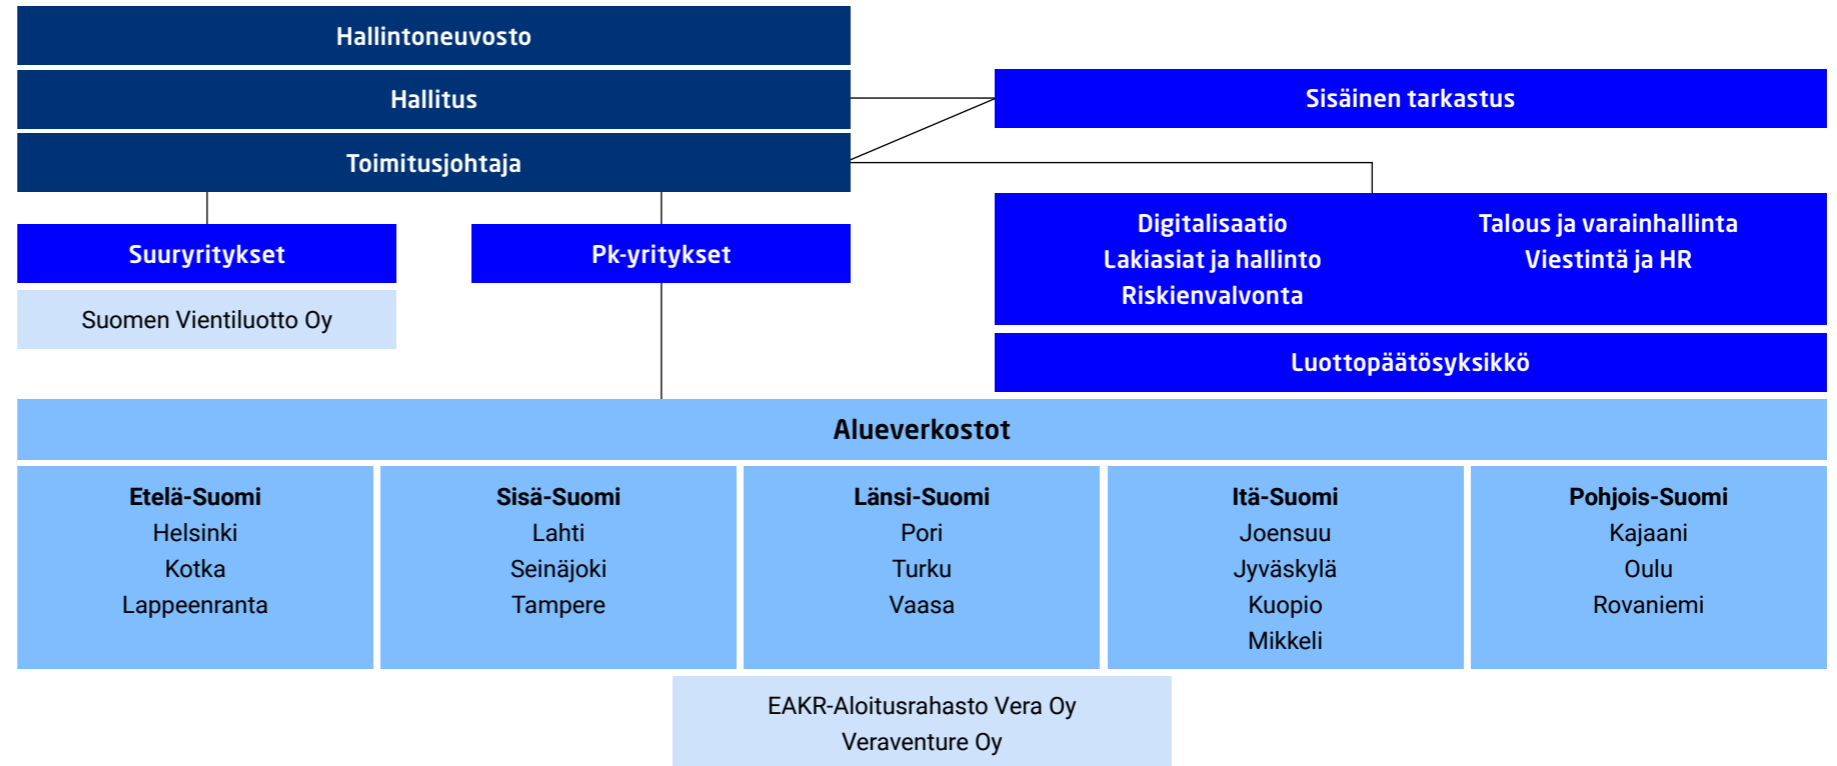 Hallintoneuvosto
Hallitus
Sisäinen tarkastus
Toimitusjohtaja
Suuryritykset
Pk-yritykset
Digitalisaatio
Lakiasiat ja hallinto
Riskienvalvonta
Talous ja varainhallinta
Viestintä ja HR
Suomen Vientiluotto Oy
Luottopäätösyksikkö
Alueverkostot
Etelä-Suomi
Helsinki
Kotka
Lappeenranta
Sisä-Suomi
Lahti
Seinäjoki
Tampere
Länsi-Suomi
Pori
Turku
Vaasa
Itä-Suomi
Joensuu
Jyväskylä
Kuopio
Mikkeli
Pohjois-Suomi
Kajaani
Oulu
Rovaniemi
EAKR-Aloitusrahasto Vera Oy
Veraventure Oy